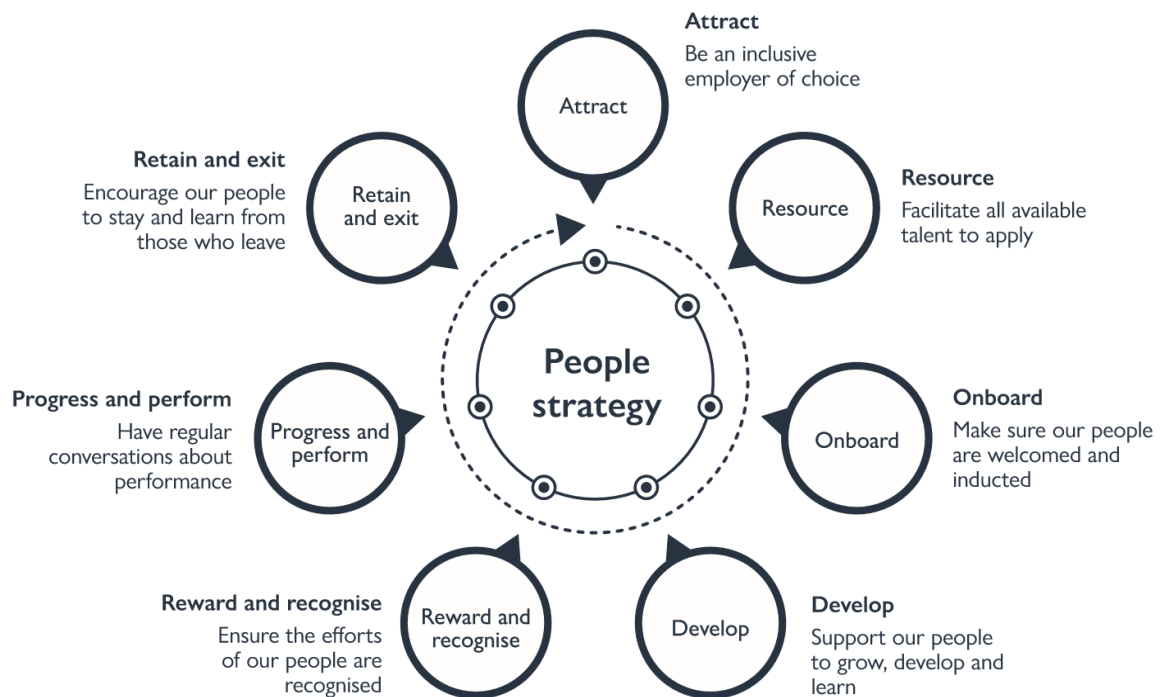 Attract
Be an inclusive
employer of choice
Attract
Resource
Facilitate all available
talent to apply
Resource
Onboard
Make sure our people
are welcomed and
inducted
Onboard
Develop
Support our people
to grow, develop and
learn
Develop
Reward and recognise
Ensure the efforts
of our people are
recognised
Reward and
recognise
Progress and perform
Have regular
conversations about
performance
Progress and
perform
Retain and exit
Encourage our people
to stay and learn from
those who leave
Retain
and exit
People
strategy